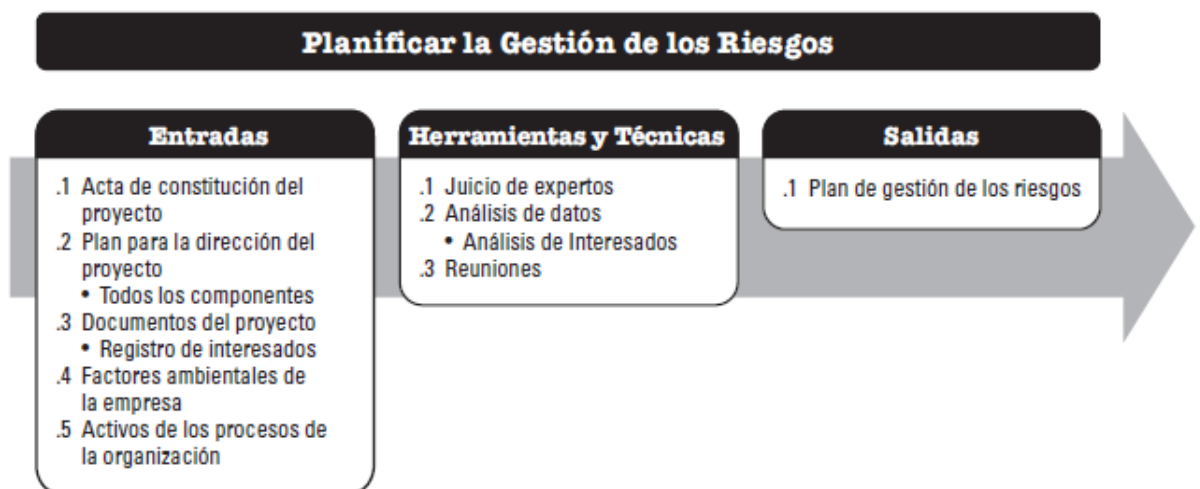 Planificar la Gestión de los Riesgos
Entradas
.1 Acta de constitución del
proyecto
.2 Plan para la dirección del
proyecto
• Todos los componentes
.3 Documentos del proyecto
• Registro de interesados
.4 Factores ambientales de
la empresa
.5 Activos de los procesos de
la organización
Herramientas y Técnicas
.1 Juicio de expertos
.2 Análisis de datos
• Análisis de Interesados
.3 Reuniones
Salidas
.1 Plan de gestión de los riesgos